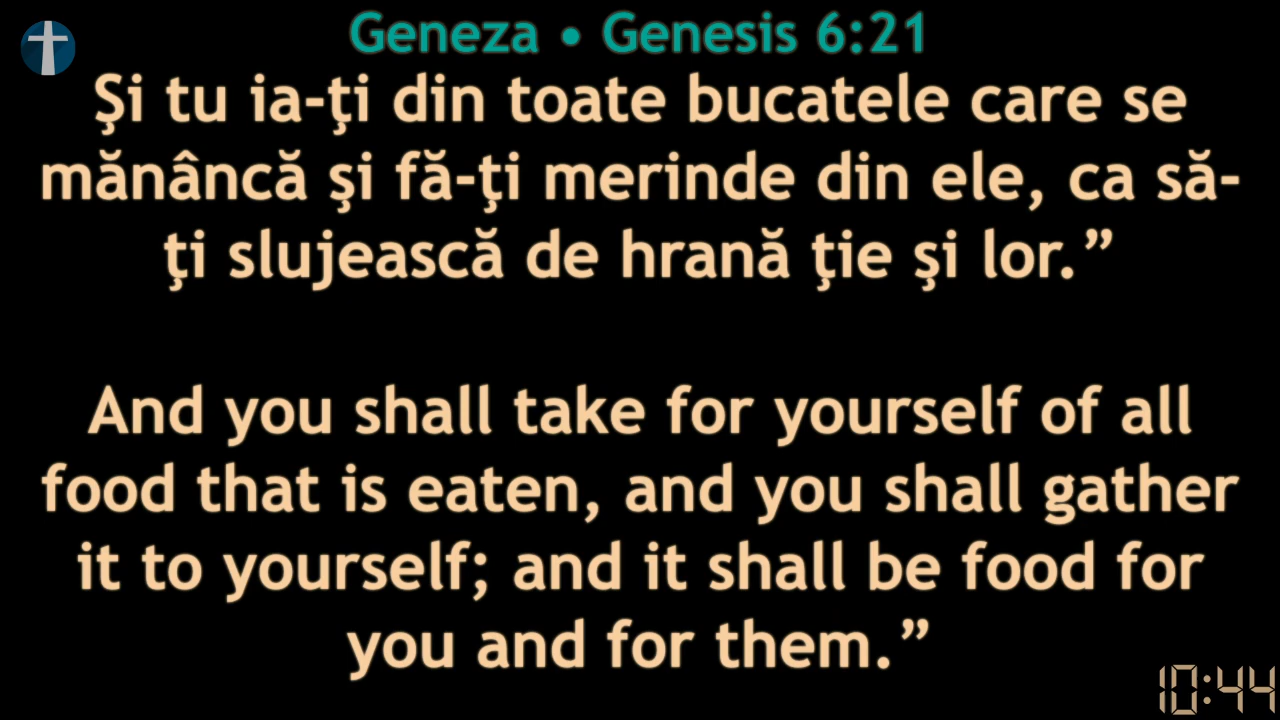 Geneza • Genesis 6:21
Şi tu ia-ţi din toate bucatele care se
mănâncă şi fă-ţi merinde din ele, ca să-
ţi slujească de hrană ţie şi lor.”
And you shall take for yourself of all
food that is eaten, and you shall gather
it to yourself; and it shall be food for
you and for them.”
10:44